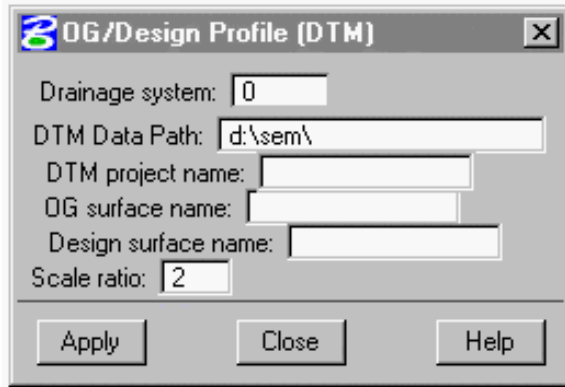 OG/Design Profile (DTM)
Drainage system: 0
DTM Data Path: d:\sem\
DTM project name:
OG surface name:
Design surface name:
Scale ratio: 2
Apply Close Help